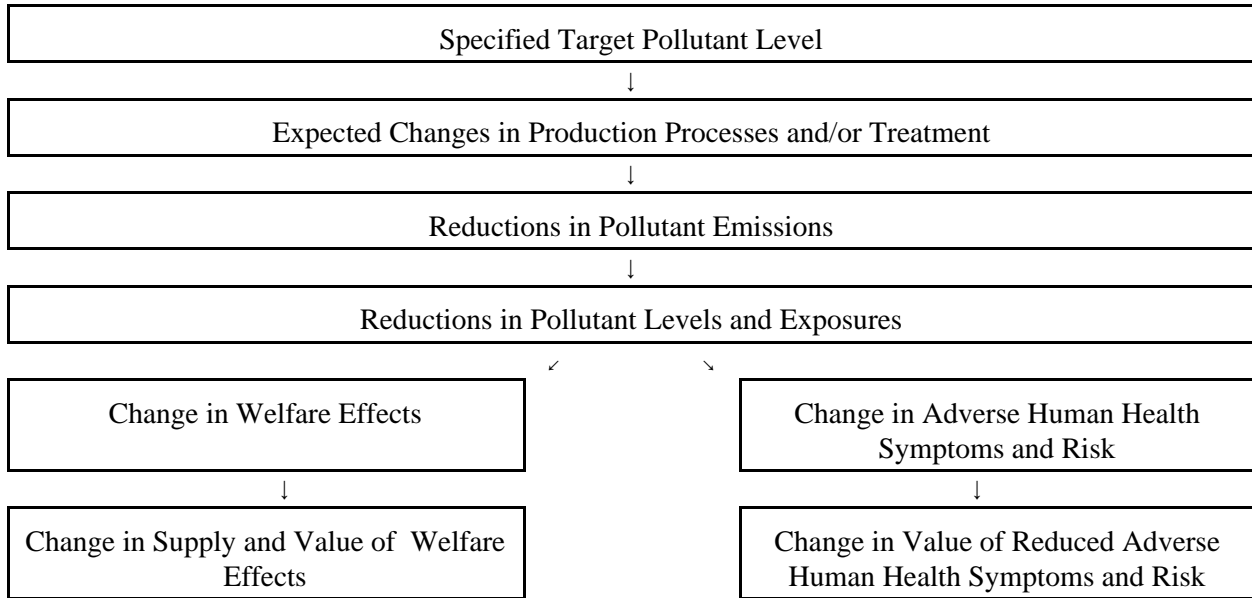 Specified Target Pollutant Level
↓
Expected Changes in Production Processes and/or Treatment
↓
Reductions in Pollutant Emissions
↓
Reductions in Pollutant Levels and Exposures
↙ ↘
Change in Welfare Effects
Change in Adverse Human Health
Symptoms and Risk
↓ ↓
Change in Supply and Value of Welfare
Effects
Change in Value of Reduced Adverse
Human Health Symptoms and Risk